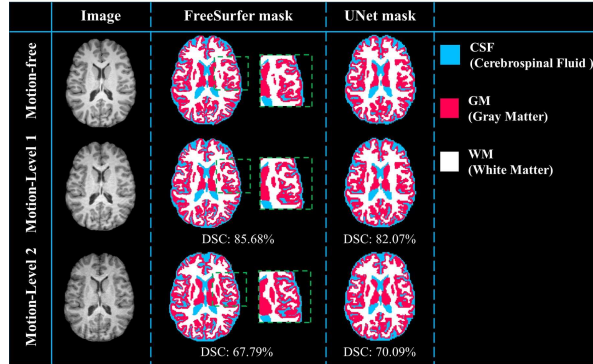 Image
FreeSurfer mask
UNet mask
Motion-free
CSF
(Cerebrospinal Fluid )
GM
(Gray Matter)
Motion-Level 1
WM
(White Matter)
DSC: 85.68%
DSC: 82.07%
Motion-Level 2
DSC: 67.79%
DSC: 70.09%